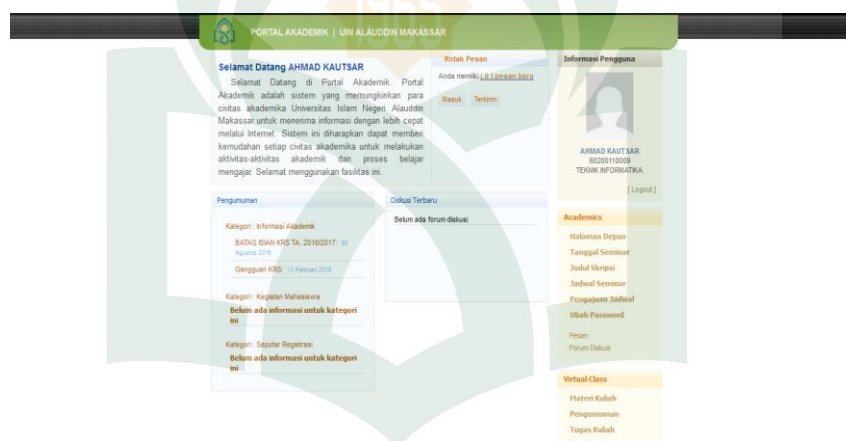 1965
PORTAL AKADEMIK | UIN ALAUDDIN MAKASSAR
Selamat Datang AHMAD KAUTSAR
Selamat Datang di Portal Akademik. Portal
Akademik adalah sistem yang memungkinkan para
civitas akademika Universitas Islam Negeri Alauddin
Makassar untuk menerima informasi dengan lebih cepat
melalui Internet. Sistem ini diharapkan dapat memberi
kemudahan setiap civitas akademika untuk melakukan
aktivitas-aktivitas akademik dan proses belajar
mengajar. Selamat menggunakan fasilitas ini.
Kotak Pesan
Anda memiliki ( 0 ) pesan baru
Masuk Terkirim
Pengumuman
Kategori : Informasi Akademik
BATAS ISIAN KRS TA. 2016/2017: 30
Agustus 2016
Gangguan KRS: Februari 2016
Kategori : Kegiatan Mahasiswa
Belum ada informasi untuk kategori
ini
Kategori : Seputar Registrasi
Belum ada informasi untuk kategori
ini
Diskusi Terbaru
Belum ada forum diskusi
Informasi Pengguna
AHMAD KAUTSAR
60200110009
TEKNIK INFORMATIKA
[ Logout ]
Academics
Halaman Depan
Tanggal Seminar
Judul Skripsi
Jadwal Seminar
Pengajuan Jadwal
Ubah Password
Pesan
Forum Diskusi
Virtual Class
Materi Kuliah
Pengumuman
Tugas Kuliah